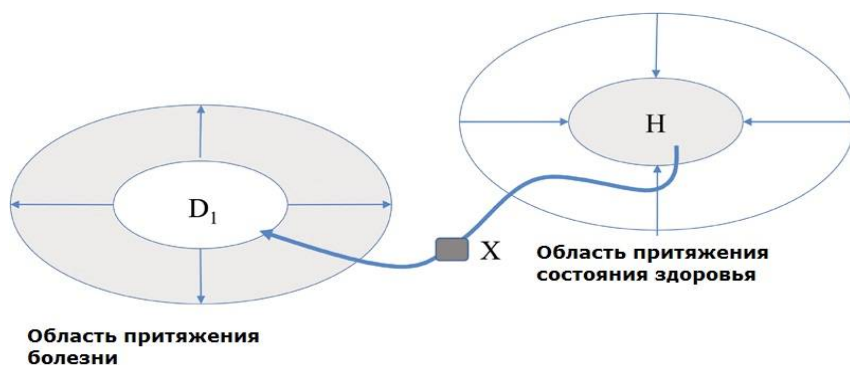 H
D₁
X
Область притяжения
состояния здоровья
Область притяжения
болезни